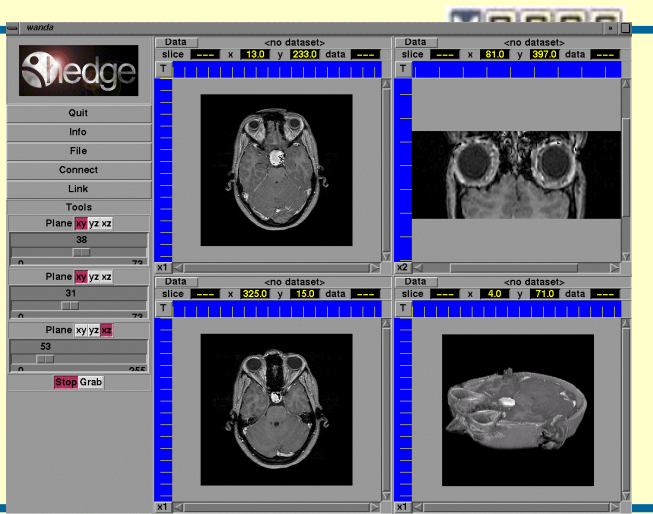 wanda
hedge
Quit
Info
File
Connect
Link
Tools
Plane xy yz xz
38
0 72
Plane xy yz xz
31
0 72
Plane xy yz xz
53
0 255
Stop Grab
Data <no dataset>
slice --- x 13.0 y 233.0 data ---
T
x1
Data <no dataset>
slice --- x 81.0 y 397.0 data ---
T
x2
Data <no dataset>
slice --- x 325.0 y 15.0 data ---
T
x1
Data <no dataset>
slice --- x 4.0 y 71.0 data ---
T
x1